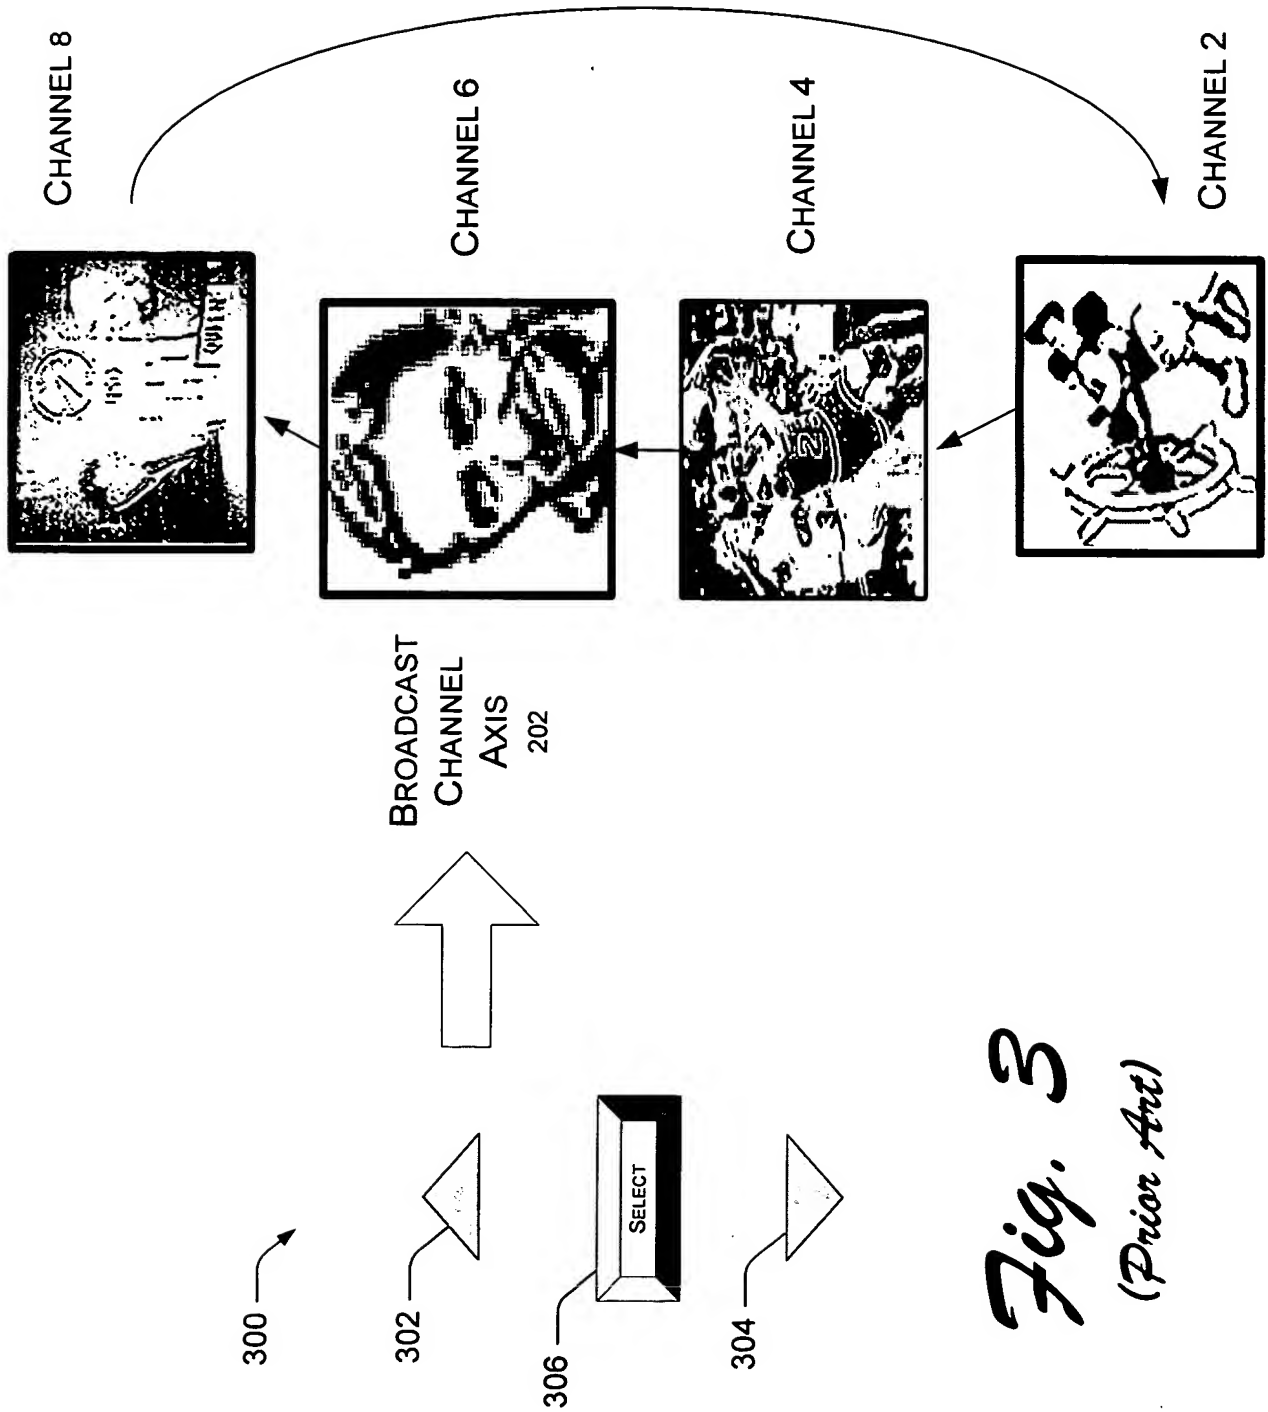 300
302
306
304
SELECT
BROADCAST
CHANNEL
AXIS
202
CHANNEL 8
CHANNEL 6
CHANNEL 4
CHANNEL 2
Fig. 3
(Prior Art)